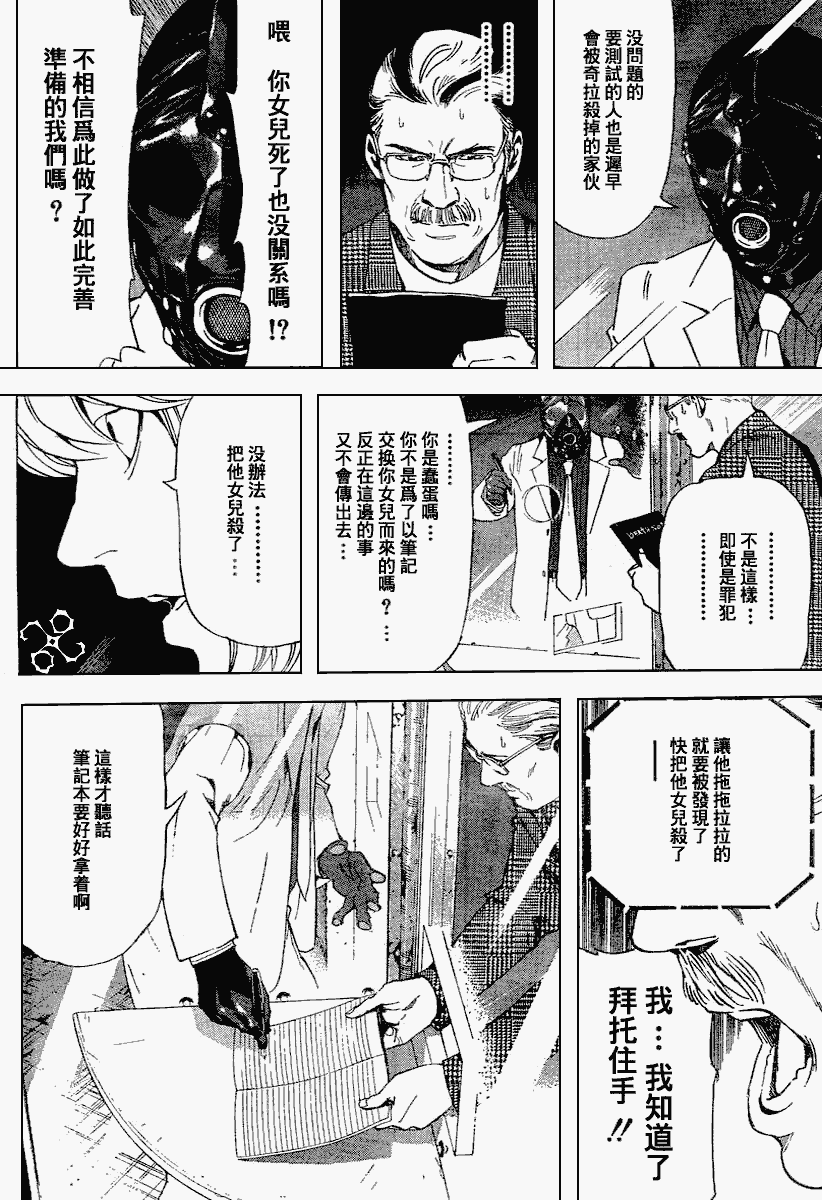 没問題的
要測試的人也是遲早
會被奇拉殺掉的家伙
…………
…………
喂 你女兒死了也没關系嗎!?
不相信爲此做了如此完善
準備的我們嗎?
…………
不是這樣…
即使是罪犯
…………
…………
你是蠢蛋嗎…
你不是爲了以筆記
交換你女兒而來的嗎?…
反正在這邊的事
又不會傳出去…
没辦法…………
把他女兒殺了…
讓他拖拖拉拉的
就要被發現了
快把他女兒殺了
——
我…我知道了
拜托住手!!
這樣才聽話
筆記本要好好拿着啊